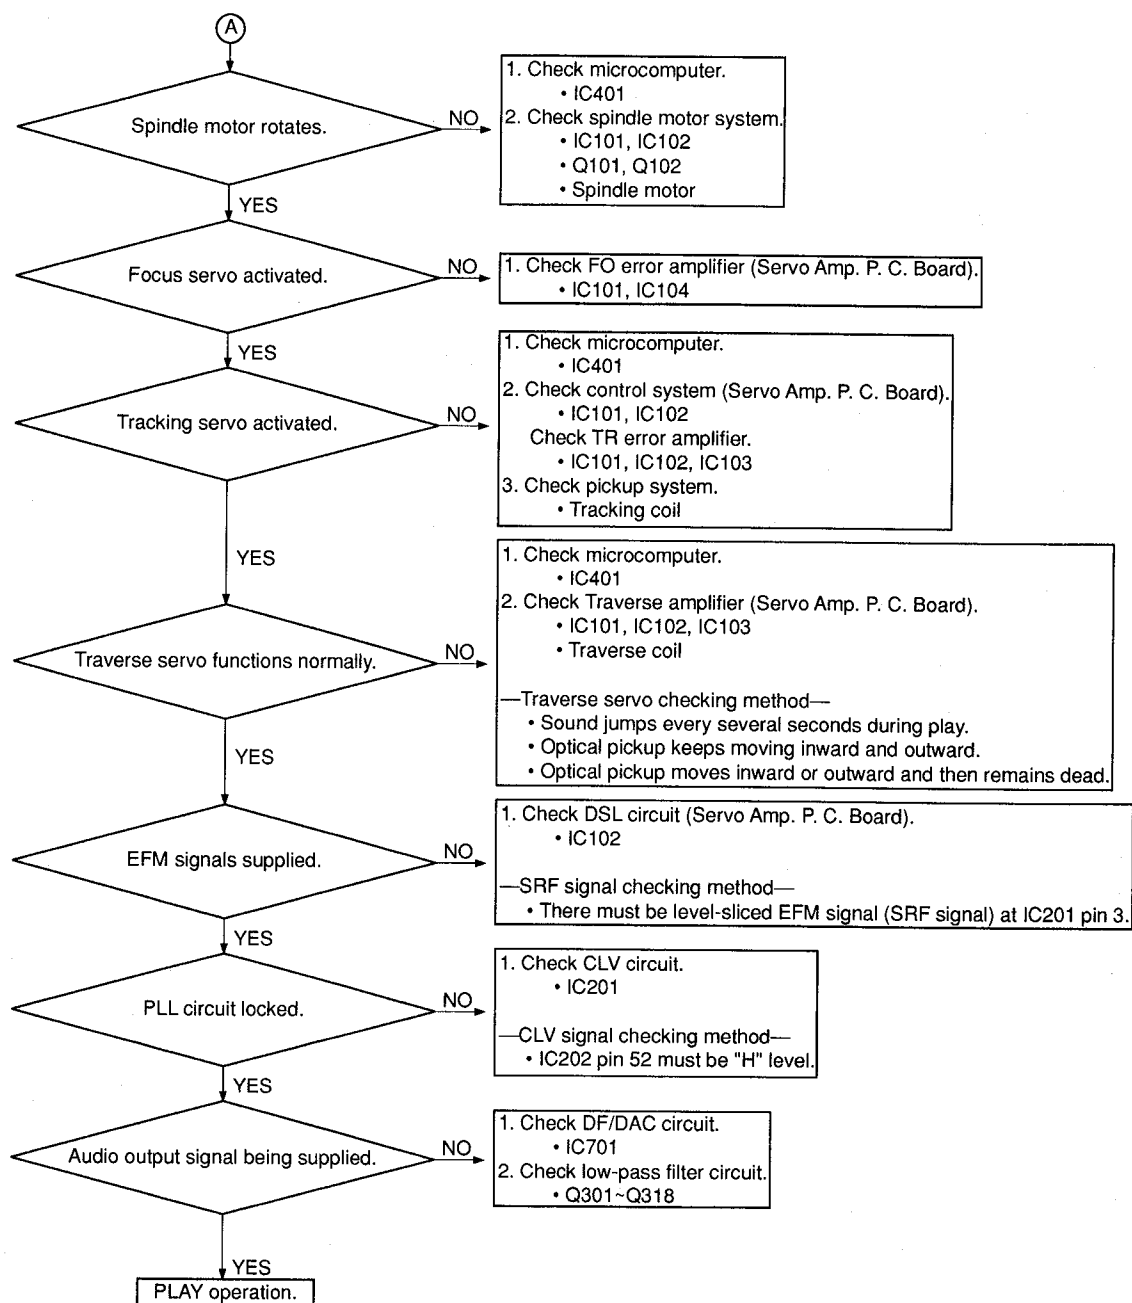 A
Spindle motor rotates.
NO
1. Check microcomputer.
• IC401
2. Check spindle motor system.
• IC101, IC102
• Q101, Q102
• Spindle motor
YES
Focus servo activated.
NO
1. Check FO error amplifier (Servo Amp. P. C. Board).
• IC101, IC104
YES
Tracking servo activated.
NO
1. Check microcomputer.
• IC401
2. Check control system (Servo Amp. P. C. Board).
• IC101, IC102
Check TR error amplifier.
• IC101, IC102, IC103
3. Check pickup system.
• Tracking coil
YES
Traverse servo functions normally.
NO
1. Check microcomputer.
• IC401
2. Check Traverse amplifier (Servo Amp. P. C. Board).
• IC101, IC102, IC103
• Traverse coil
—Traverse servo checking method—
• Sound jumps every several seconds during play.
• Optical pickup keeps moving inward and outward.
• Optical pickup moves inward or outward and then remains dead.
YES
EFM signals supplied.
NO
1. Check DSL circuit (Servo Amp. P. C. Board).
• IC102
—SRF signal checking method—
• There must be level-sliced EFM signal (SRF signal) at IC201 pin 3.
YES
PLL circuit locked.
NO
1. Check CLV circuit.
• IC201
—CLV signal checking method—
• IC202 pin 52 must be "H" level.
YES
Audio output signal being supplied.
NO
1. Check DF/DAC circuit.
• IC701
2. Check low-pass filter circuit.
• Q301~Q318
YES
PLAY operation.